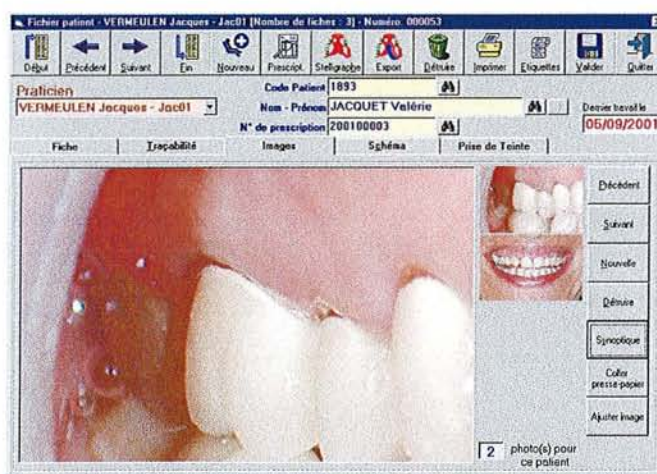 Fichier patient - VERMEULEN Jacques - Jac01 [Nombre de fiches : 3] - Numéro. 000053
Début Précédent Suivant Fin Nouveau Prescript. Stelligraphe Export Détruire Imprimer Etiquettes Valider Quitter
Praticien
VERMEULEN Jacques - Jac01
Code Patient 1893
Nom - Prénom JACQUET Valérie
N° de prescription 200100003
Dernier travail le
05/09/2001
Fiche Traçabilité Images Schéma Prise de Teinte
Précédent
Suivant
Nouvelle
Détruire
Synoptique
Coller
presse-papier
Ajuster image
2 photo(s) pour
ce patient